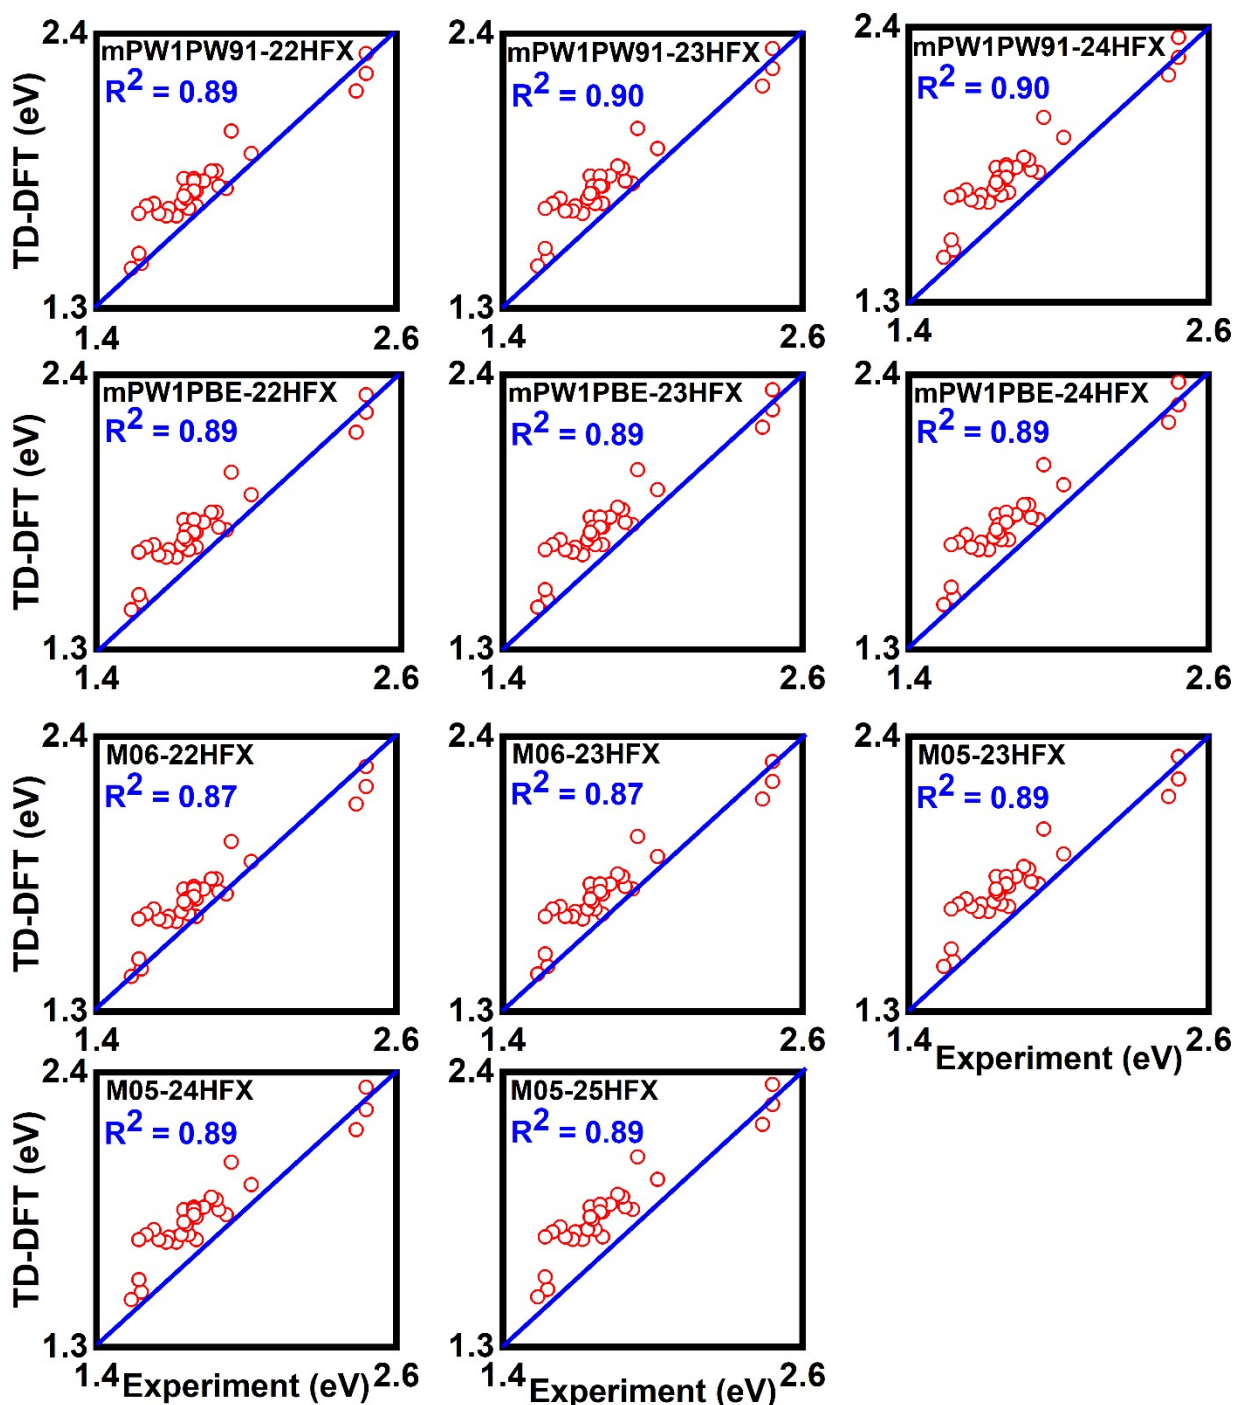 2.4
mPW1PW91-22HFX
R2 = 0.89
TD-DFT (eV)
1.3
1.4
2.6
2.4
mPW1PW91-23HFX
R2 = 0.90
1.3
1.4
2.6
2.4
mPW1PW91-24HFX
R2 = 0.90
1.3
1.4
2.6
2.4
mPW1PBE-22HFX
R2 = 0.89
TD-DFT (eV)
1.3
1.4
2.6
2.4
mPW1PBE-23HFX
R2 = 0.89
1.3
1.4
2.6
2.4
mPW1PBE-24HFX
R2 = 0.89
1.3
1.4
2.6
2.4
M06-22HFX
R2 = 0.87
TD-DFT (eV)
1.3
1.4
2.6
2.4
M06-23HFX
R2 = 0.87
1.3
1.4
2.6
2.4
M05-23HFX
R2 = 0.89
1.3
1.4
2.6
Experiment (eV)
2.4
M05-24HFX
R2 = 0.89
TD-DFT (eV)
1.3
1.4
2.6
Experiment (eV)
2.4
M05-25HFX
R2 = 0.89
1.3
1.4
2.6
Experiment (eV)